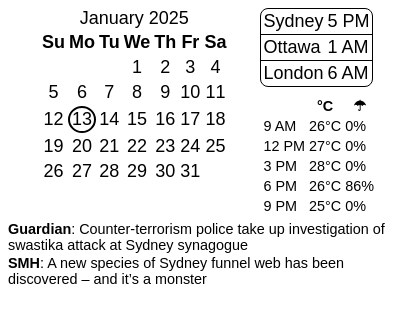 January 2025
Su Mo Tu We Th Fr Sa
1 2 3 4
5 6 7 8 9 10 11
12 13 14 15 16 17 18
19 20 21 22 23 24 25
26 27 28 29 30 31
Sydney 5 PM
Ottawa 1 AM
London 6 AM
°C ☂
9 AM 26°C 0%
12 PM 27°C 0%
3 PM 28°C 0%
6 PM 26°C 86%
9 PM 25°C 0%
Guardian: Counter-terrorism police take up investigation of
swastika attack at Sydney synagogue
SMH: A new species of Sydney funnel web has been
discovered – and it's a monster